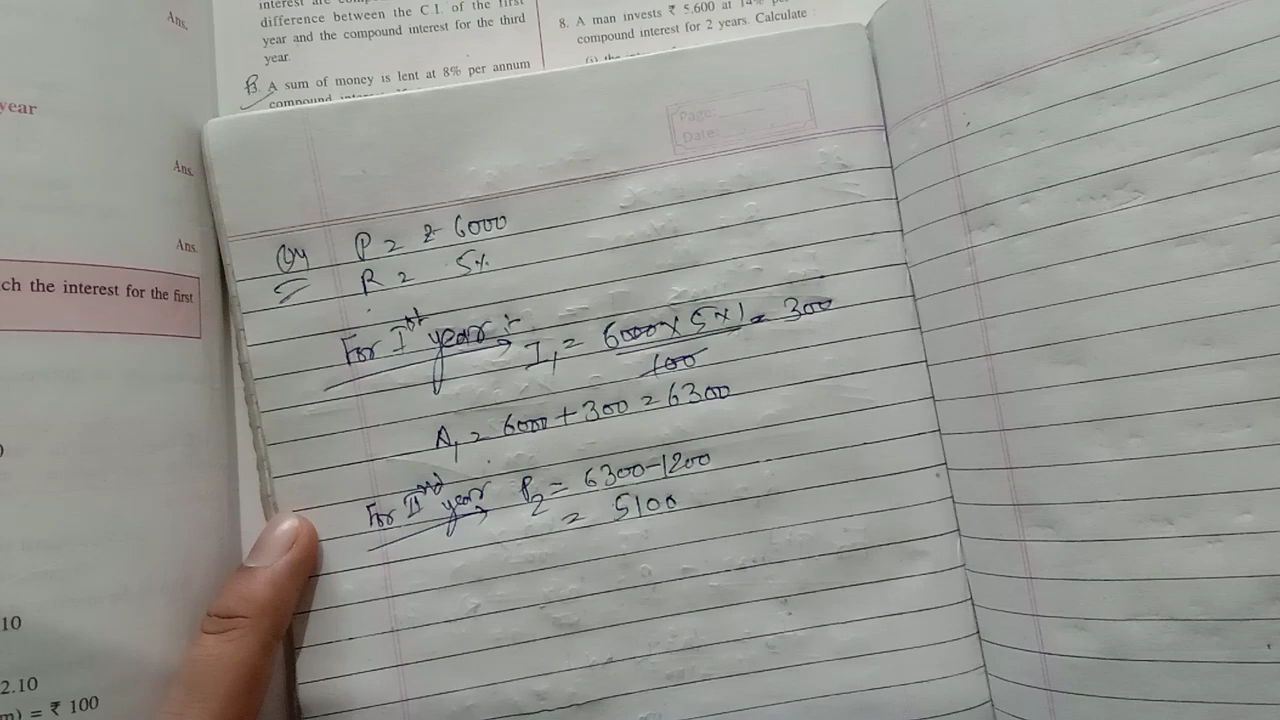 Ans.
year
Ans.
Ans.
ch the interest for the first
10
2.10
m) = ₹ 100
difference between the C.I. of the first
year and the compound interest for the third
year.
3. A sum of money is lent at 8% per annum
compound
8. A man invests ₹ 5,600 at 14%
compound interest for 2 years. Calculate
(i) the
Page:
Date:
Q4 P = ₹ 6000
R = 5%
For Ist year :- I1 = 6000 × 5 × 1 = 300
100
A1 = 6000 + 300 = 6300
For IInd year P2 = 6300 - 1200
= 5100